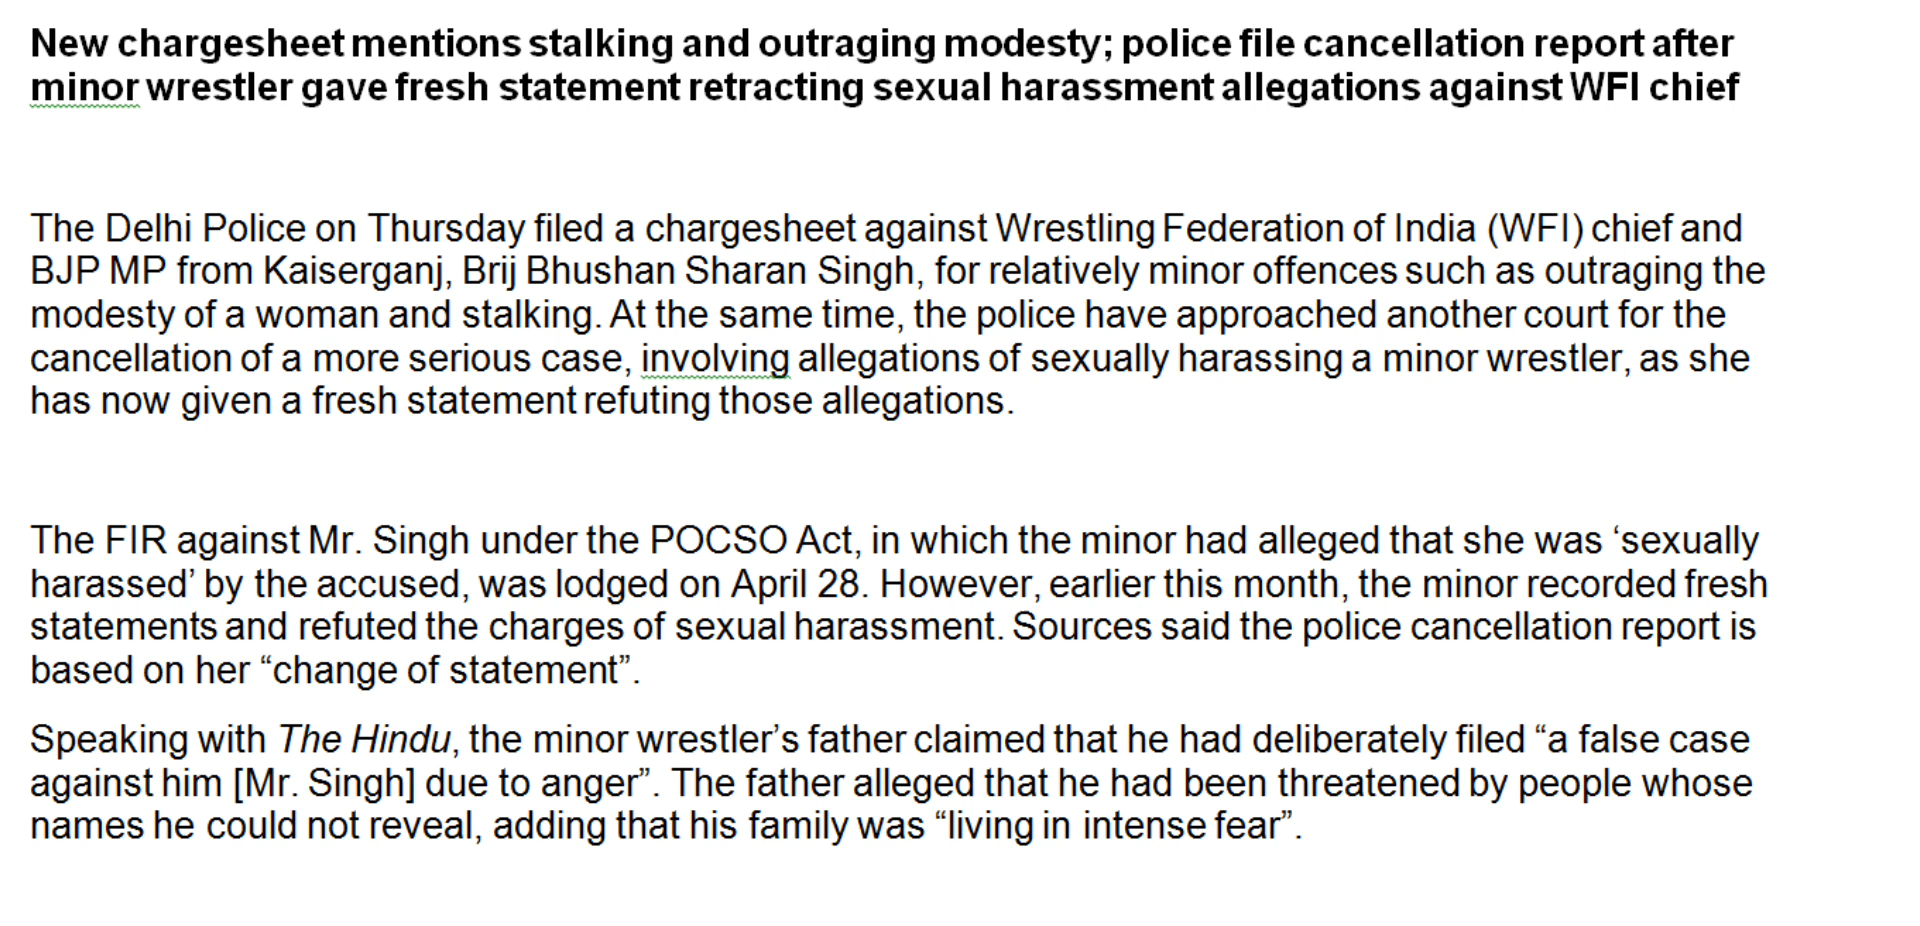 New chargesheet mentions stalking and outraging modesty; police file cancellation report after
minor wrestler gave fresh statement retracting sexual harassment allegations against WFI chief
The Delhi Police on Thursday filed a chargesheet against Wrestling Federation of India (WFI) chief and
BJP MP from Kaiserganj, Brij Bhushan Sharan Singh, for relatively minor offences such as outraging the
modesty of a woman and stalking. At the same time, the police have approached another court for the
cancellation of a more serious case, involving allegations of sexually harassing a minor wrestler, as she
has now given a fresh statement refuting those allegations.
The FIR against Mr. Singh under the POCSO Act, in which the minor had alleged that she was ‘sexually
harassed’ by the accused, was lodged on April 28. However, earlier this month, the minor recorded fresh
statements and refuted the charges of sexual harassment. Sources said the police cancellation report is
based on her “change of statement”.
Speaking with The Hindu, the minor wrestler’s father claimed that he had deliberately filed “a false case
against him [Mr. Singh] due to anger”. The father alleged that he had been threatened by people whose
names he could not reveal, adding that his family was “living in intense fear”.